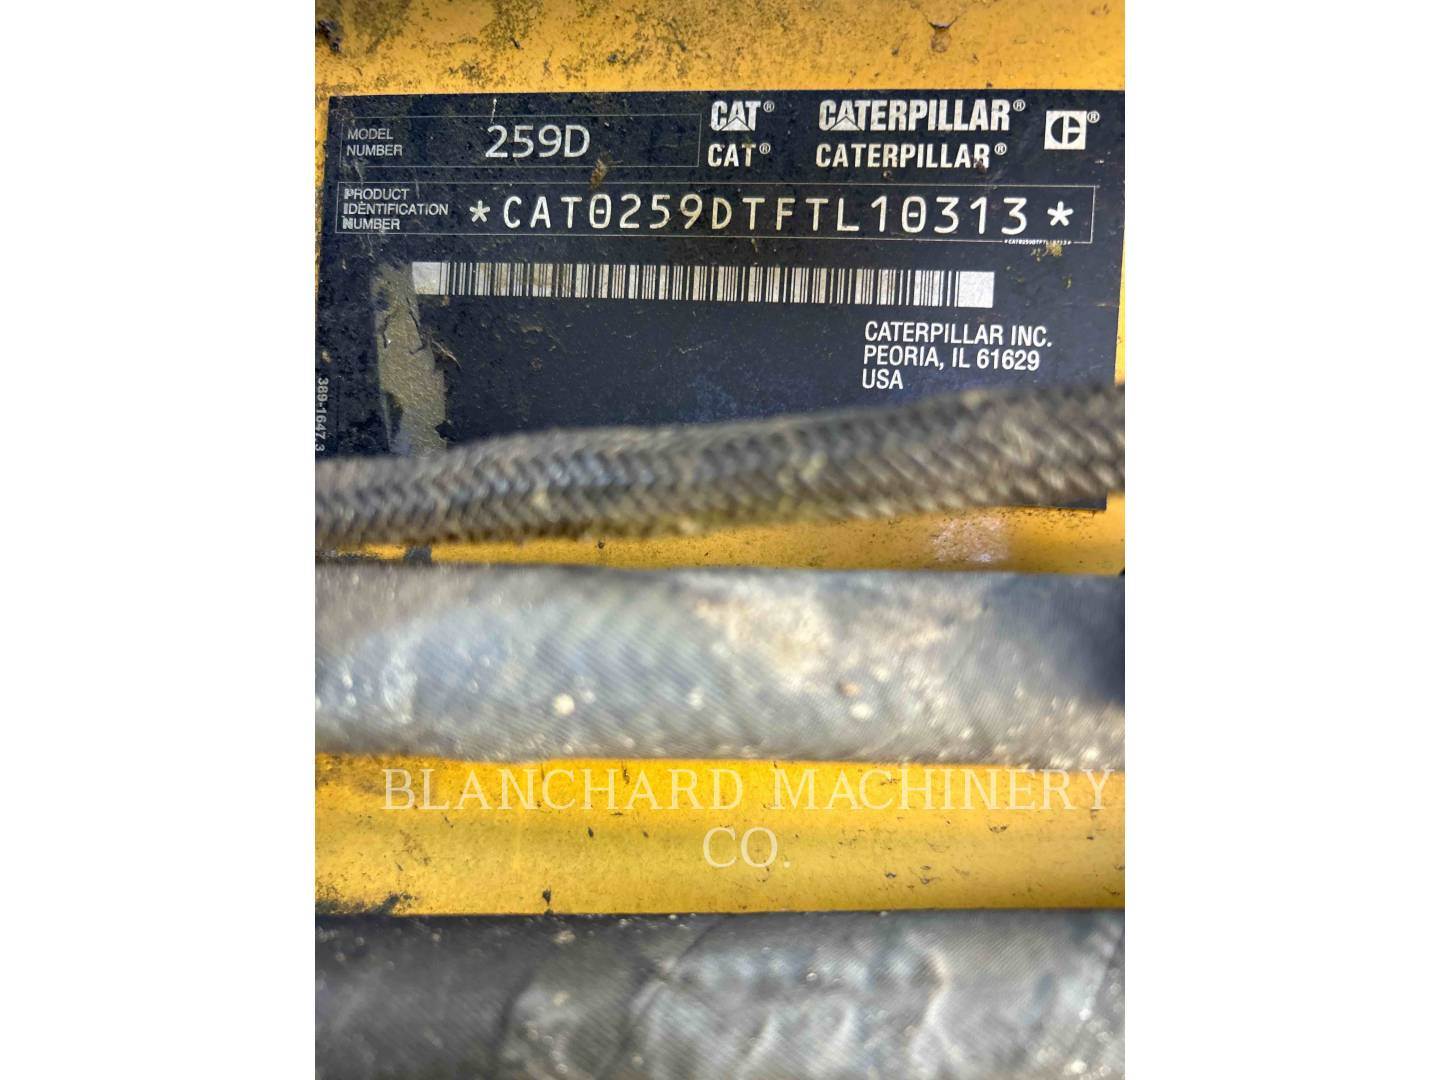 MODEL
NUMBER
259D
CAT® CATERPILLAR®
CAT® CATERPILLAR®
PRODUCT
IDENTIFICATION
NUMBER
*CAT0259DTFTL10313*
*CAT0259DTFTL10313*
CATERPILLAR INC.
PEORIA, IL 61629
USA
389-1647 3
BLANCHARD MACHINERY
CO.